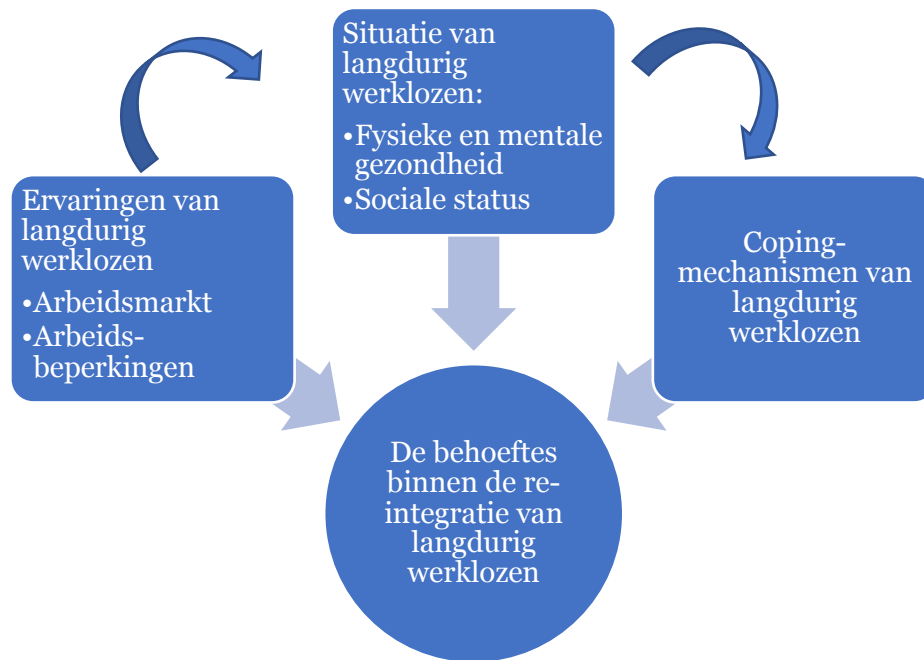 Situatie van
langdurig
werklozen:
•Fysieke en mentale
gezondheid
•Sociale status
Ervaringen van
langdurig
werklozen
•Arbeidsmarkt
•Arbeids-
beperkingen
Coping-
mechanismen van
langdurig
werklozen
De behoeftes
binnen de re-
integratie van
langdurig
werklozen